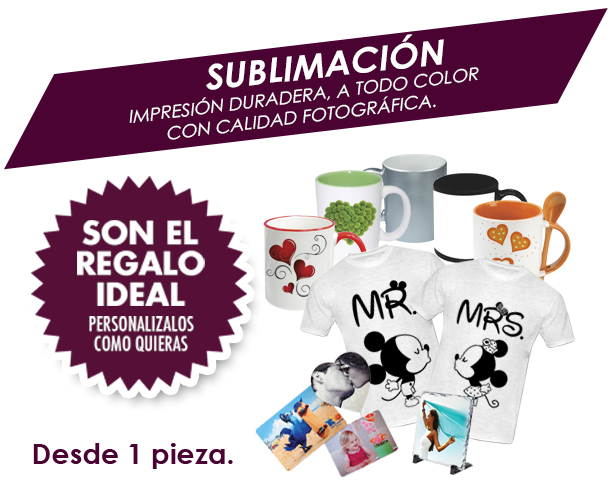 SUBLIMACIÓN
IMPRESIÓN DURADERA, A TODO COLOR
CON CALIDAD FOTOGRÁFICA.
SON EL
REGALO
IDEAL
PERSONALIZALOS
COMO QUIERAS
MR.
MRS.
Desde 1 pieza.